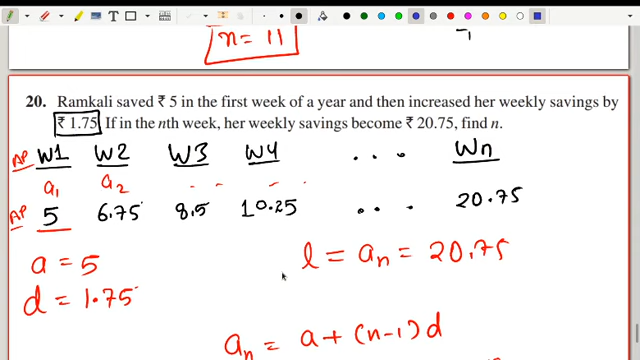 n = 11
20. Ramkali saved ₹ 5 in the first week of a year and then increased her weekly savings by
₹ 1.75. If in the nth week, her weekly savings become ₹ 20.75, find n.
AP W1 W2 W3 W4 . . . Wn
a1 a2
AP 5 6.75 8.5 10.25 . . . 20.75
a = 5
l = an = 20.75
d = 1.75
an = a + (n-1) d